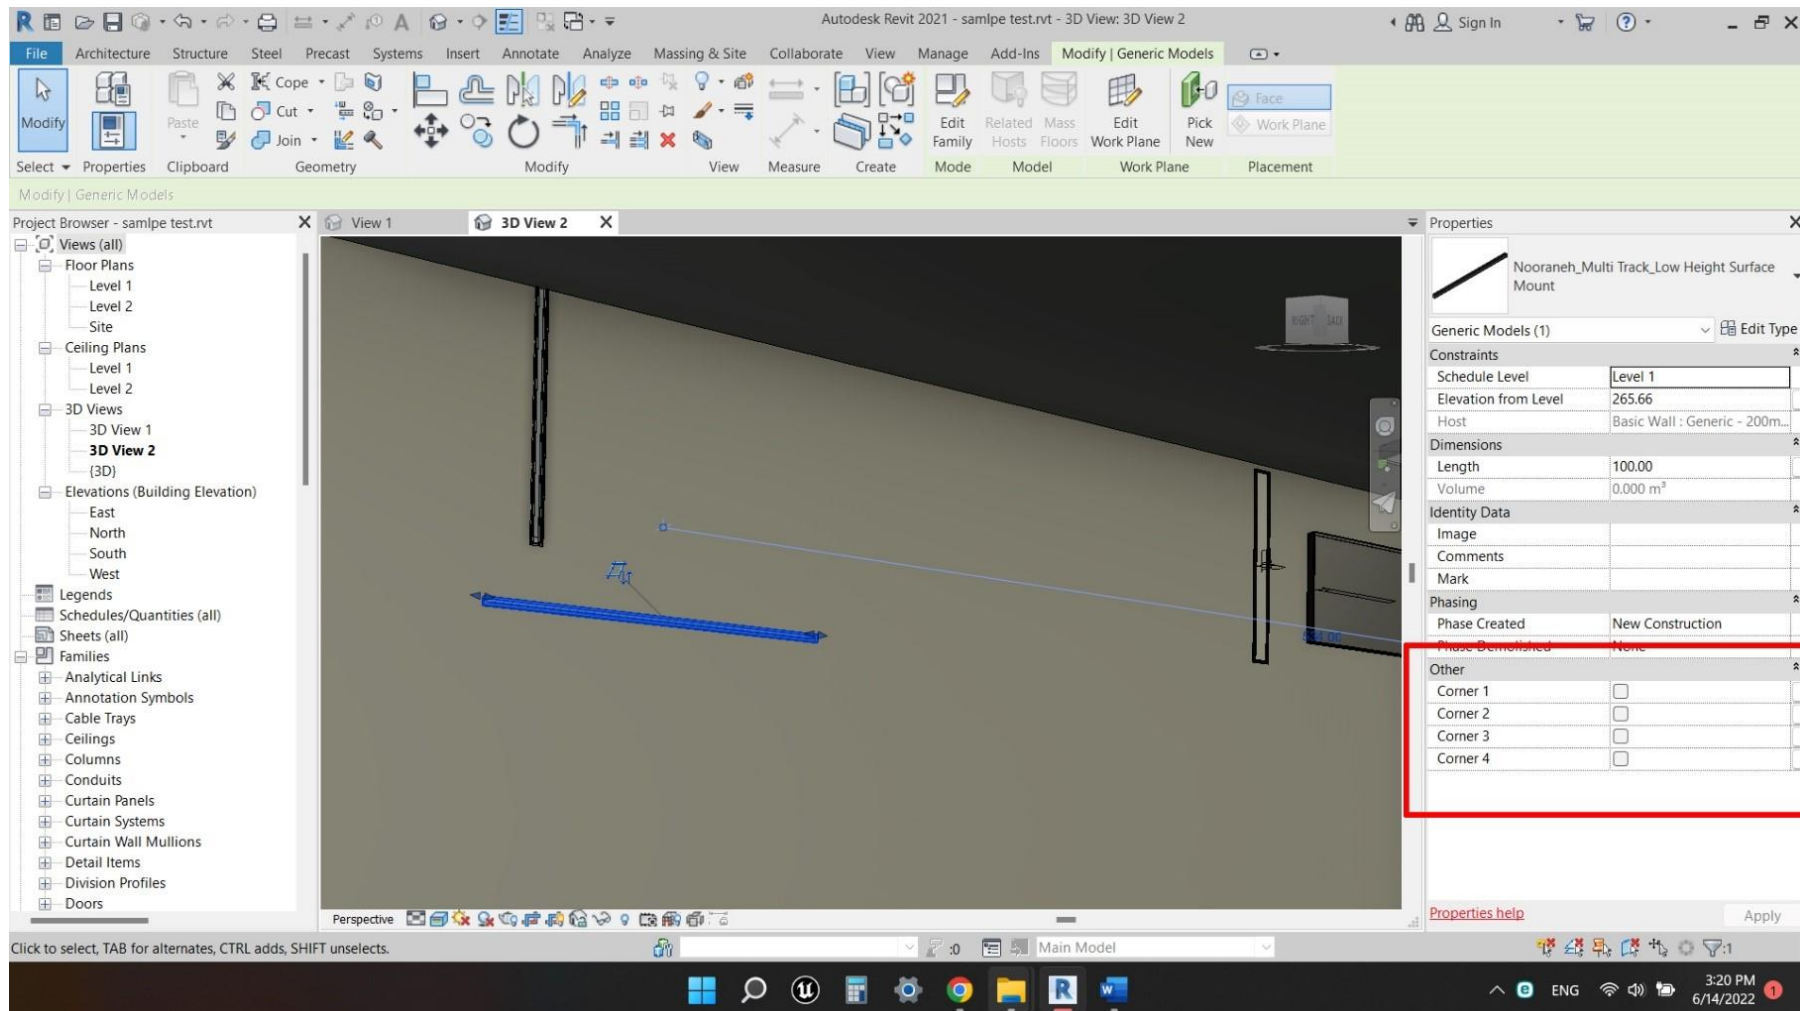 Autodesk Revit 2021 - samlpe test.rvt - 3D View: 3D View 2
Sign In
File Architecture Structure Steel Precast Systems Insert Annotate Analyze Massing & Site Collaborate View Manage Add-Ins Modify | Generic Models
Modify
Paste
Cope
Cut
Join
Edit Family
Related Hosts
Mass Floors
Edit Work Plane
Pick New
Face
Work Plane
Select Properties Clipboard Geometry Modify View Measure Create Mode Model Work Plane Placement
Modify | Generic Models
Project Browser - samlpe test.rvt
Views (all)
Floor Plans
Level 1
Level 2
Site
Ceiling Plans
Level 1
Level 2
3D Views
3D View 1
3D View 2
{3D}
Elevations (Building Elevation)
East
North
South
West
Legends
Schedules/Quantities (all)
Sheets (all)
Families
Analytical Links
Annotation Symbols
Cable Trays
Ceilings
Columns
Conduits
Curtain Panels
Curtain Systems
Curtain Wall Mullions
Detail Items
Division Profiles
Doors
View 1
3D View 2
RIGHT
Perspective
Properties
Nooraneh_Multi Track_Low Height Surface
Mount
Generic Models (1)
Edit Type
Constraints
Schedule Level Level 1
Elevation from Level 265.66
Host Basic Wall : Generic - 200m...
Dimensions
Length 100.00
Volume 0.000 m³
Identity Data
Image
Comments
Mark
Phasing
Phase Created New Construction
Phase Demolished None
Other
Corner 1
Corner 2
Corner 3
Corner 4
Properties help
Apply
Click to select, TAB for alternates, CTRL adds, SHIFT unselects.
:0
Main Model
:1
ENG
3:20 PM
6/14/2022
1